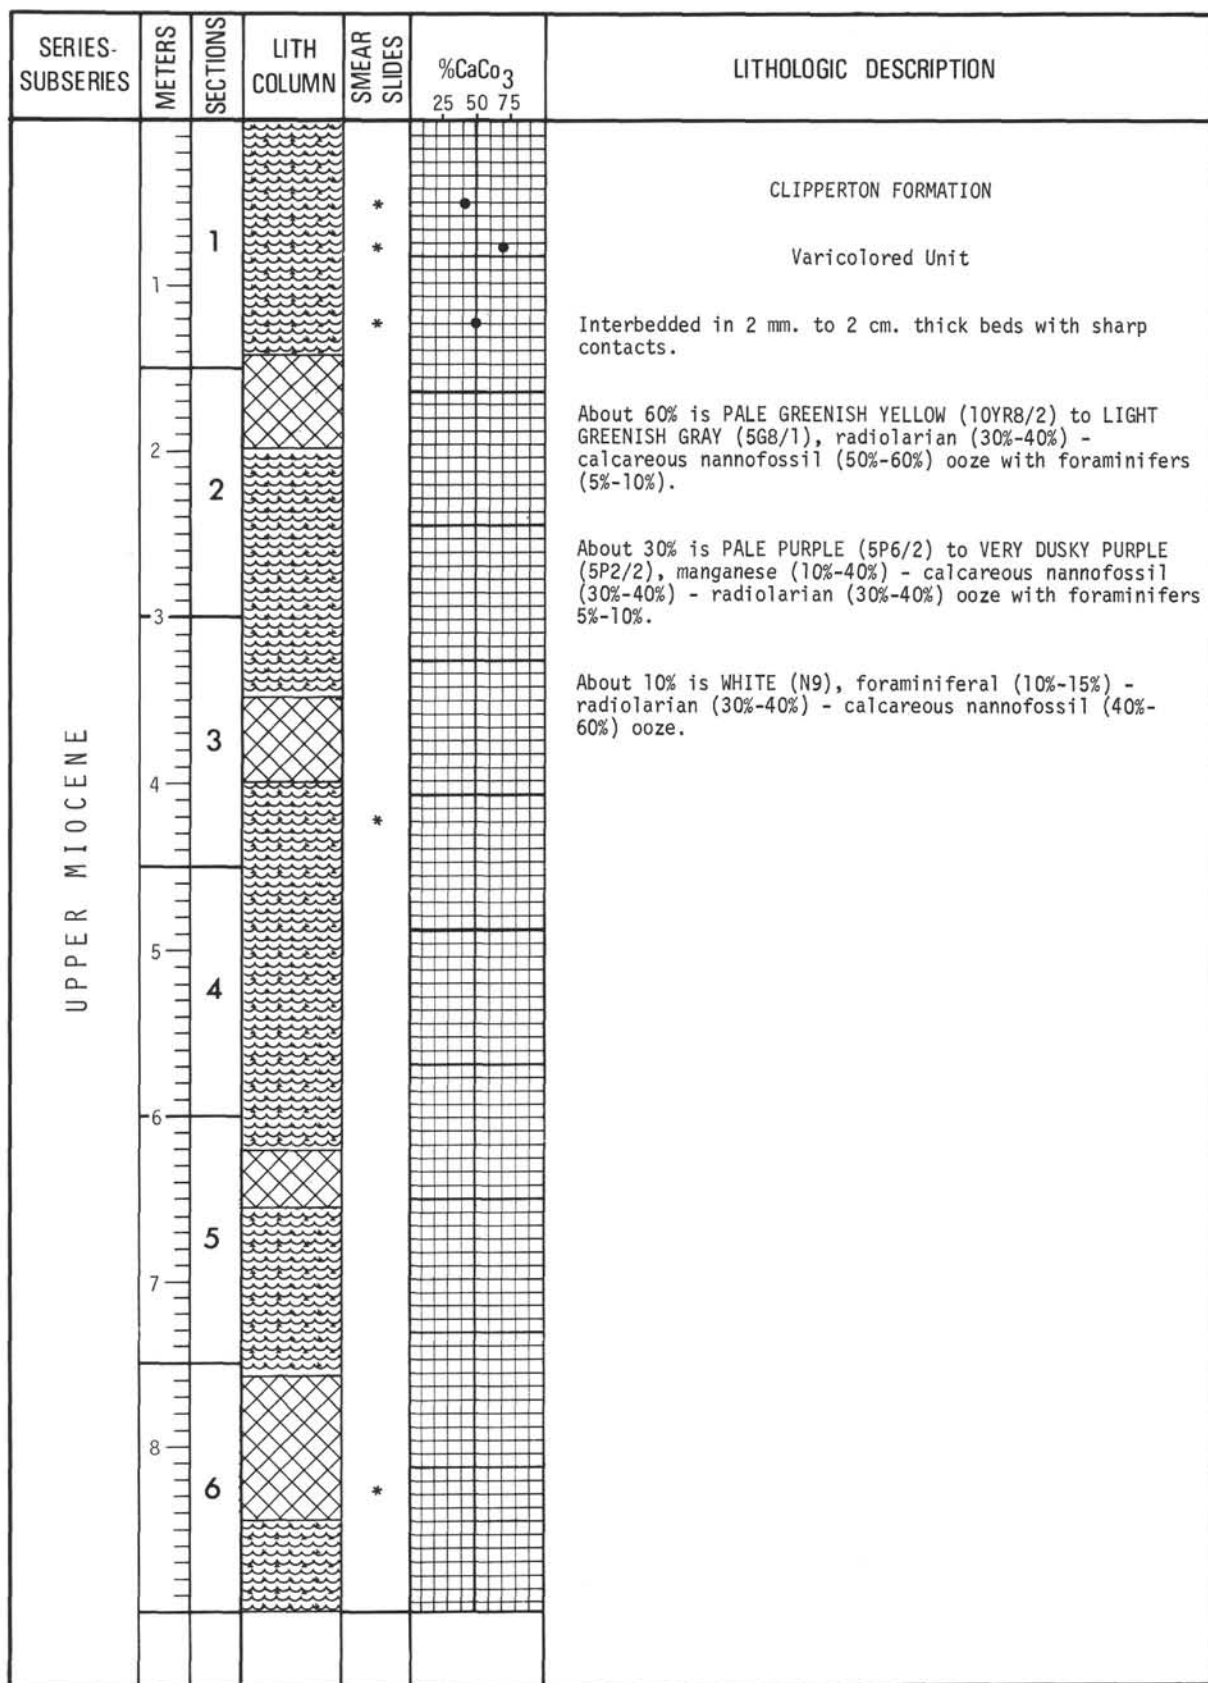 SERIES-
SUBSERIES
METERS
SECTIONS
LITH
COLUMN
SMEAR
SLIDES
%CaCo3
25 50 75
LITHOLOGIC DESCRIPTION
UPPER MIOCENE
1
2
3
4
5
6
7
8
1
2
3
4
5
6
*
*
*
*
*
CLIPPERTON FORMATION
Varicolored Unit
Interbedded in 2 mm. to 2 cm. thick beds with sharp
contacts.
About 60% is PALE GREENISH YELLOW (10YR8/2) to LIGHT
GREENISH GRAY (5G8/1), radiolarian (30%-40%) -
calcareous nannofossil (50%-60%) ooze with foraminifers
(5%-10%).
About 30% is PALE PURPLE (5P6/2) to VERY DUSKY PURPLE
(5P2/2), manganese (10%-40%) - calcareous nannofossil
(30%-40%) - radiolarian (30%-40%) ooze with foraminifers
5%-10%.
About 10% is WHITE (N9), foraminiferal (10%-15%) -
radiolarian (30%-40%) - calcareous nannofossil (40%-
60%) ooze.